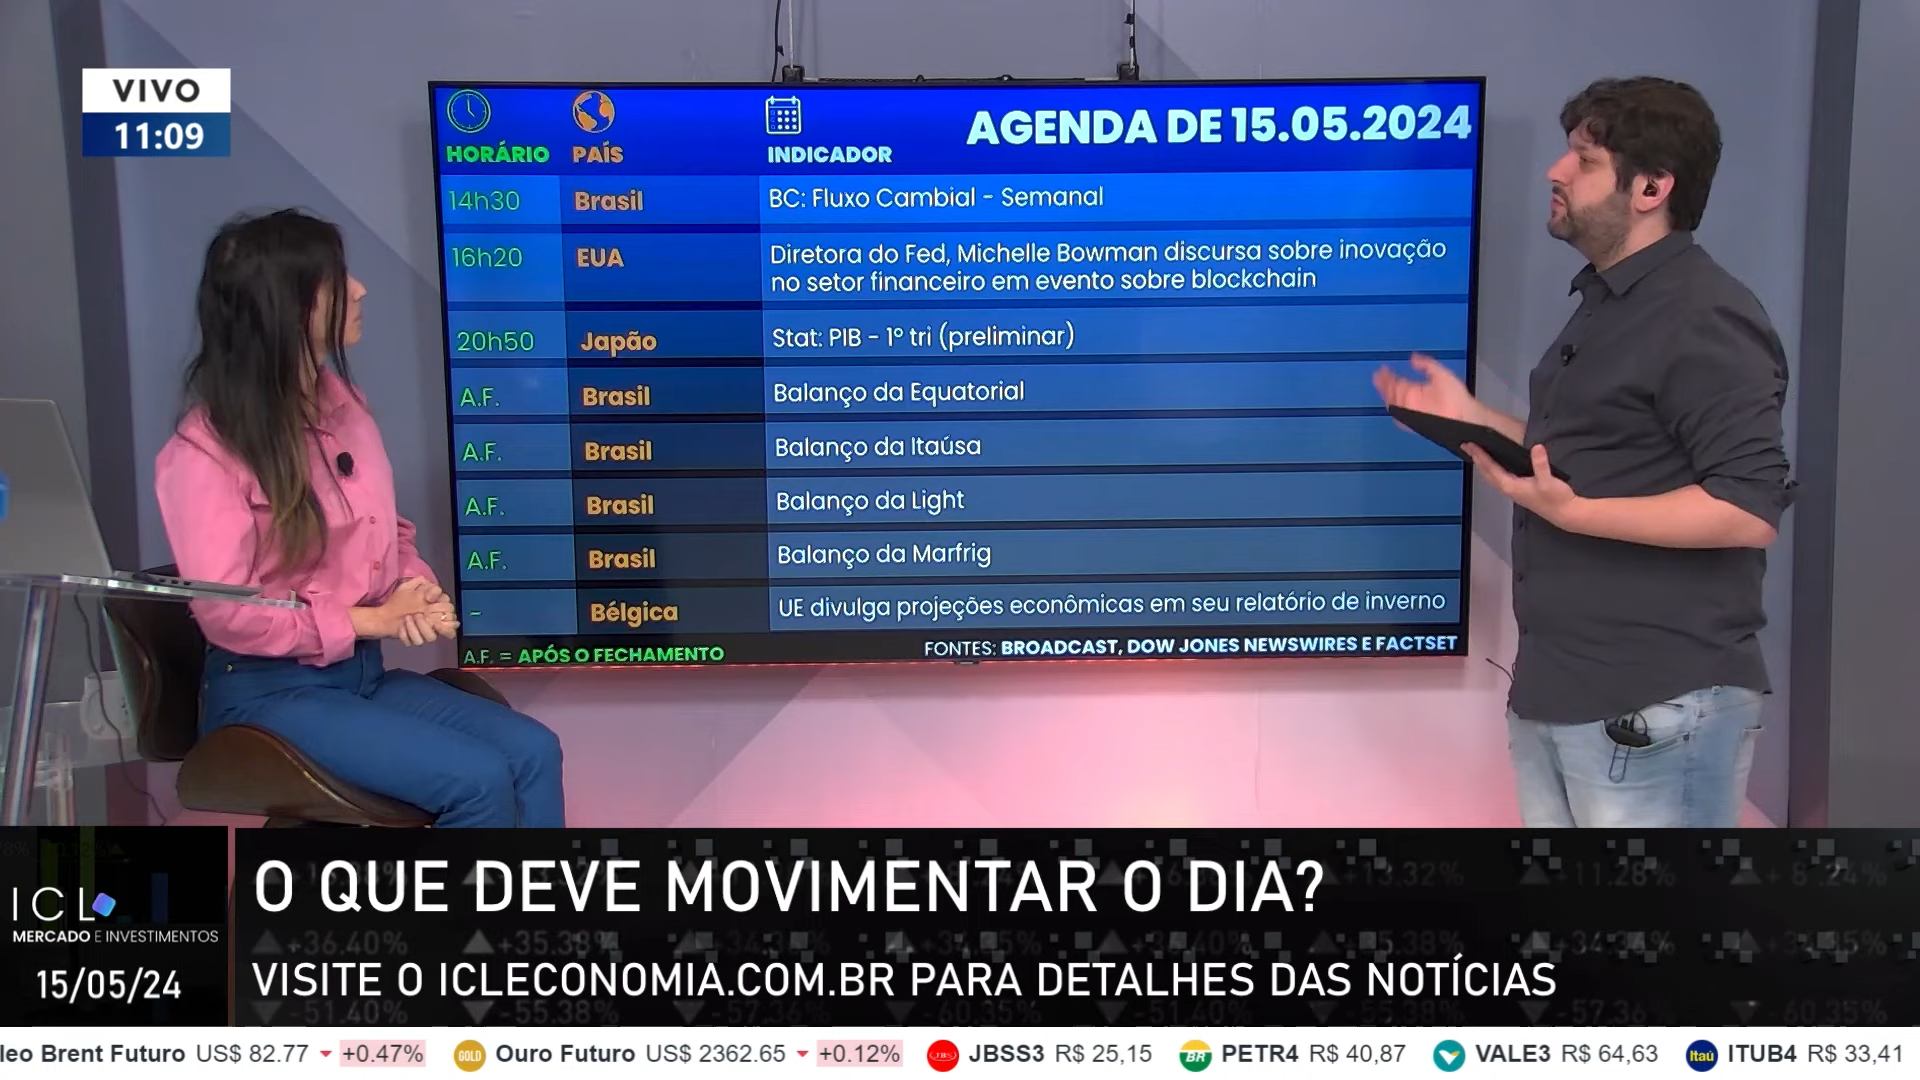 VIVO
11:09
HORÁRIO PAÍS INDICADOR
AGENDA DE 15.05.2024
14h30 Brasil BC: Fluxo Cambial - Semanal
16h20 EUA Diretora do Fed, Michelle Bowman discursa sobre inovação
no setor financeiro em evento sobre blockchain
20h50 Japão Stat: PIB - 1º tri (preliminar)
A.F. Brasil Balanço da Equatorial
A.F. Brasil Balanço da Itaúsa
A.F. Brasil Balanço da Light
A.F. Brasil Balanço da Marfrig
- Bélgica UE divulga projeções econômicas em seu relatório de inverno
A.F. = APÓS O FECHAMENTO
FONTES: BROADCAST, DOW JONES NEWSWIRES E FACTSET
ICL
MERCADO E INVESTIMENTOS
15/05/24
O QUE DEVE MOVIMENTAR O DIA?
VISITE O ICLECONOMIA.COM.BR PARA DETALHES DAS NOTÍCIAS
leo Brent Futuro US$ 82.77 +0.47% GOLD Ouro Futuro US$ 2362.65 +0.12% JBS JBSS3 R$ 25,15 BR PETR4 R$ 40,87 VALE3 R$ 64,63 Itaú ITUB4 R$ 33,41